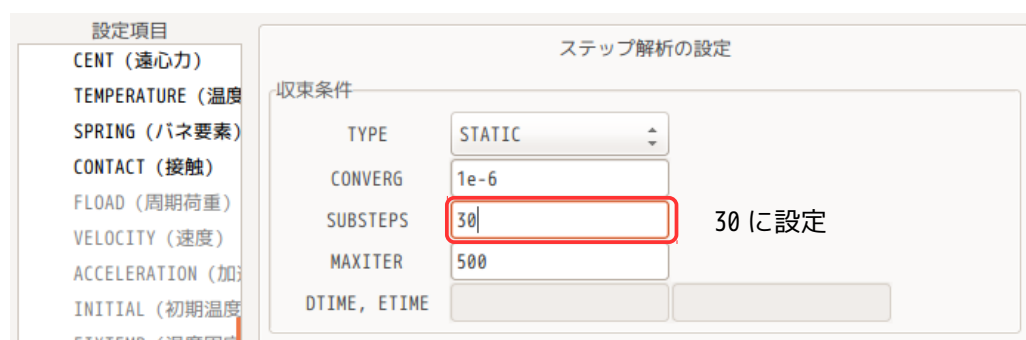 設定項目
CENT (遠心力)
TEMPERATURE (温度
SPRING (バネ要素)
CONTACT (接触)
FLOAD (周期荷重)
VELOCITY (速度)
ACCELERATION (加
INITIAL (初期温度
ステップ解析の設定
収束条件
TYPE STATIC
CONVERG 1e-6
SUBSTEPS 30 30に設定
MAXITER 500
DTIME, ETIME